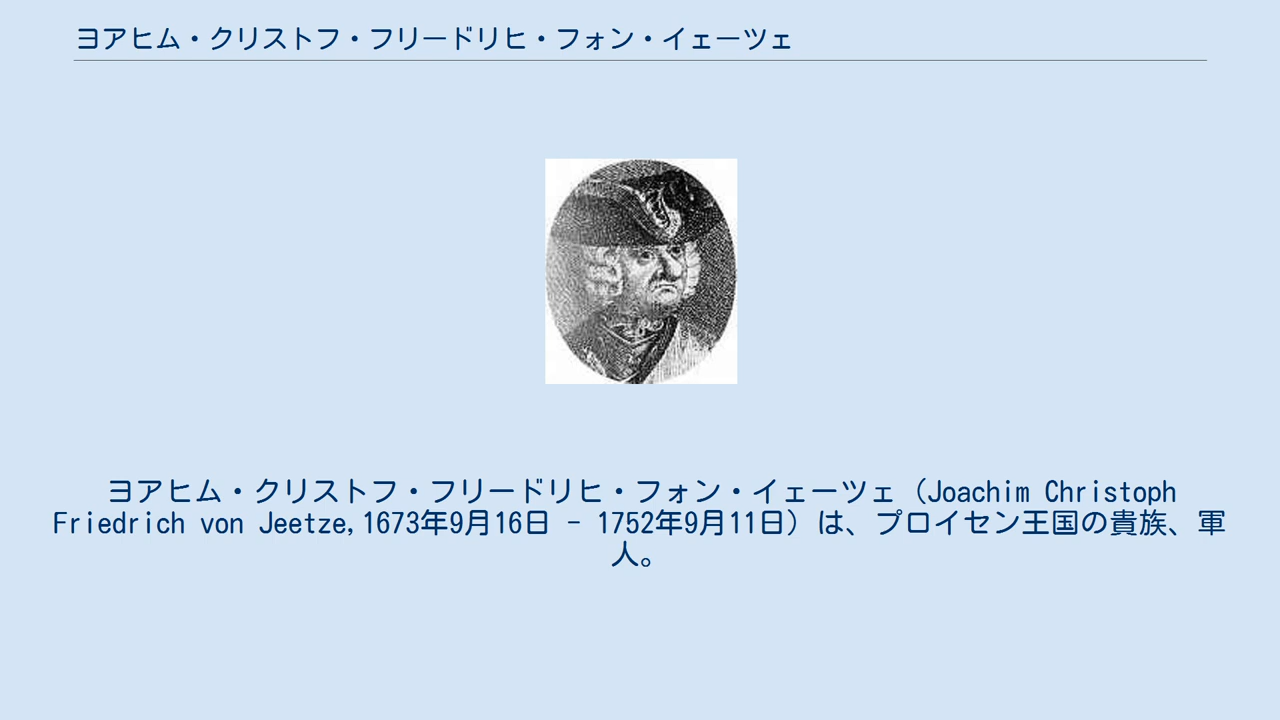 ヨアヒム・クリストフ・フリードリヒ・フォン・イェーツェ
ヨアヒム・クリストフ・フリードリヒ・フォン・イェーツェ（Joachim Christoph
Friedrich von Jeetze,1673年9月16日 - 1752年9月11日）は、プロイセン王国の貴族、軍
人。